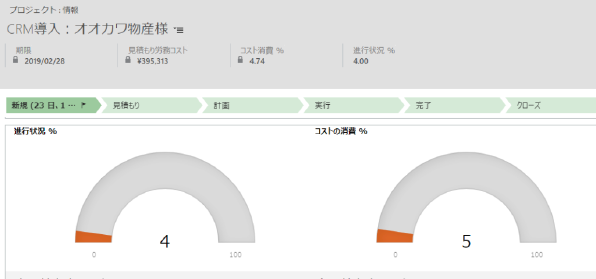 プロジェクト : 情報
CRM導入：オオカワ物産様
期限 見積もり労務コスト コスト消費 % 進行状況 %
2019/02/28 ¥395,313 4.74 4.00
新規 (23 日、1 … 見積もり 計画 実行 完了 クローズ
進行状況 % コストの消費 %
4 5
0 100 0 100